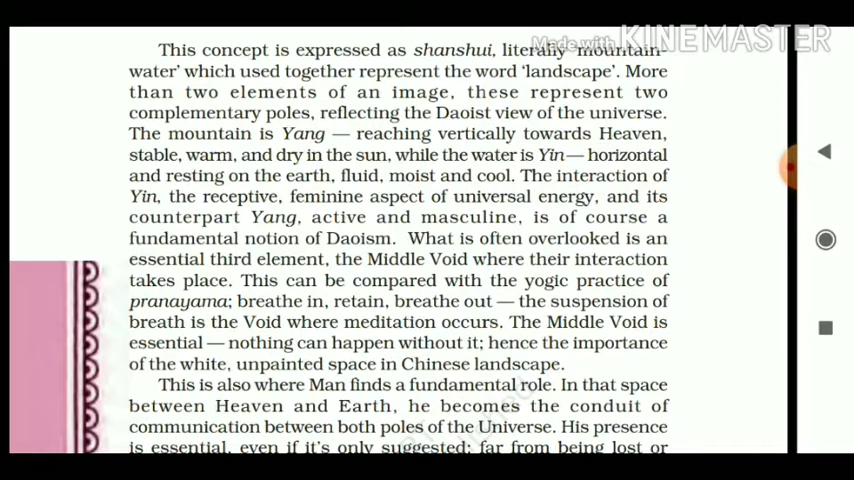 Made with KINEMASTER
This concept is expressed as shanshui, literally 'mountain-
water' which used together represent the word 'landscape'. More
than two elements of an image, these represent two
complementary poles, reflecting the Daoist view of the universe.
The mountain is Yang — reaching vertically towards Heaven,
stable, warm, and dry in the sun, while the water is Yin — horizontal
and resting on the earth, fluid, moist and cool. The interaction of
Yin, the receptive, feminine aspect of universal energy, and its
counterpart Yang, active and masculine, is of course a
fundamental notion of Daoism. What is often overlooked is an
essential third element, the Middle Void where their interaction
takes place. This can be compared with the yogic practice of
pranayama; breathe in, retain, breathe out — the suspension of
breath is the Void where meditation occurs. The Middle Void is
essential — nothing can happen without it; hence the importance
of the white, unpainted space in Chinese landscape.
This is also where Man finds a fundamental role. In that space
between Heaven and Earth, he becomes the conduit of
communication between both poles of the Universe. His presence
is essential, even if it's only suggested; far from being lost or